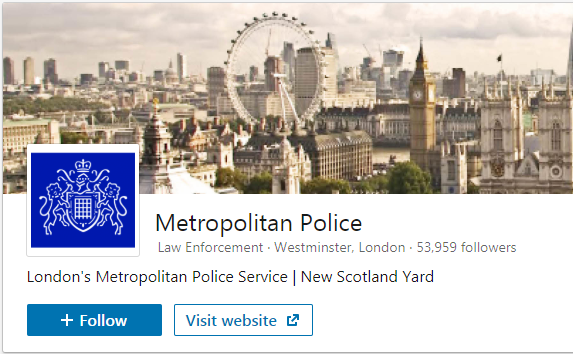 Metropolitan Police
Law Enforcement · Westminster, London · 53,959 followers
London's Metropolitan Police Service | New Scotland Yard
+ Follow
Visit website